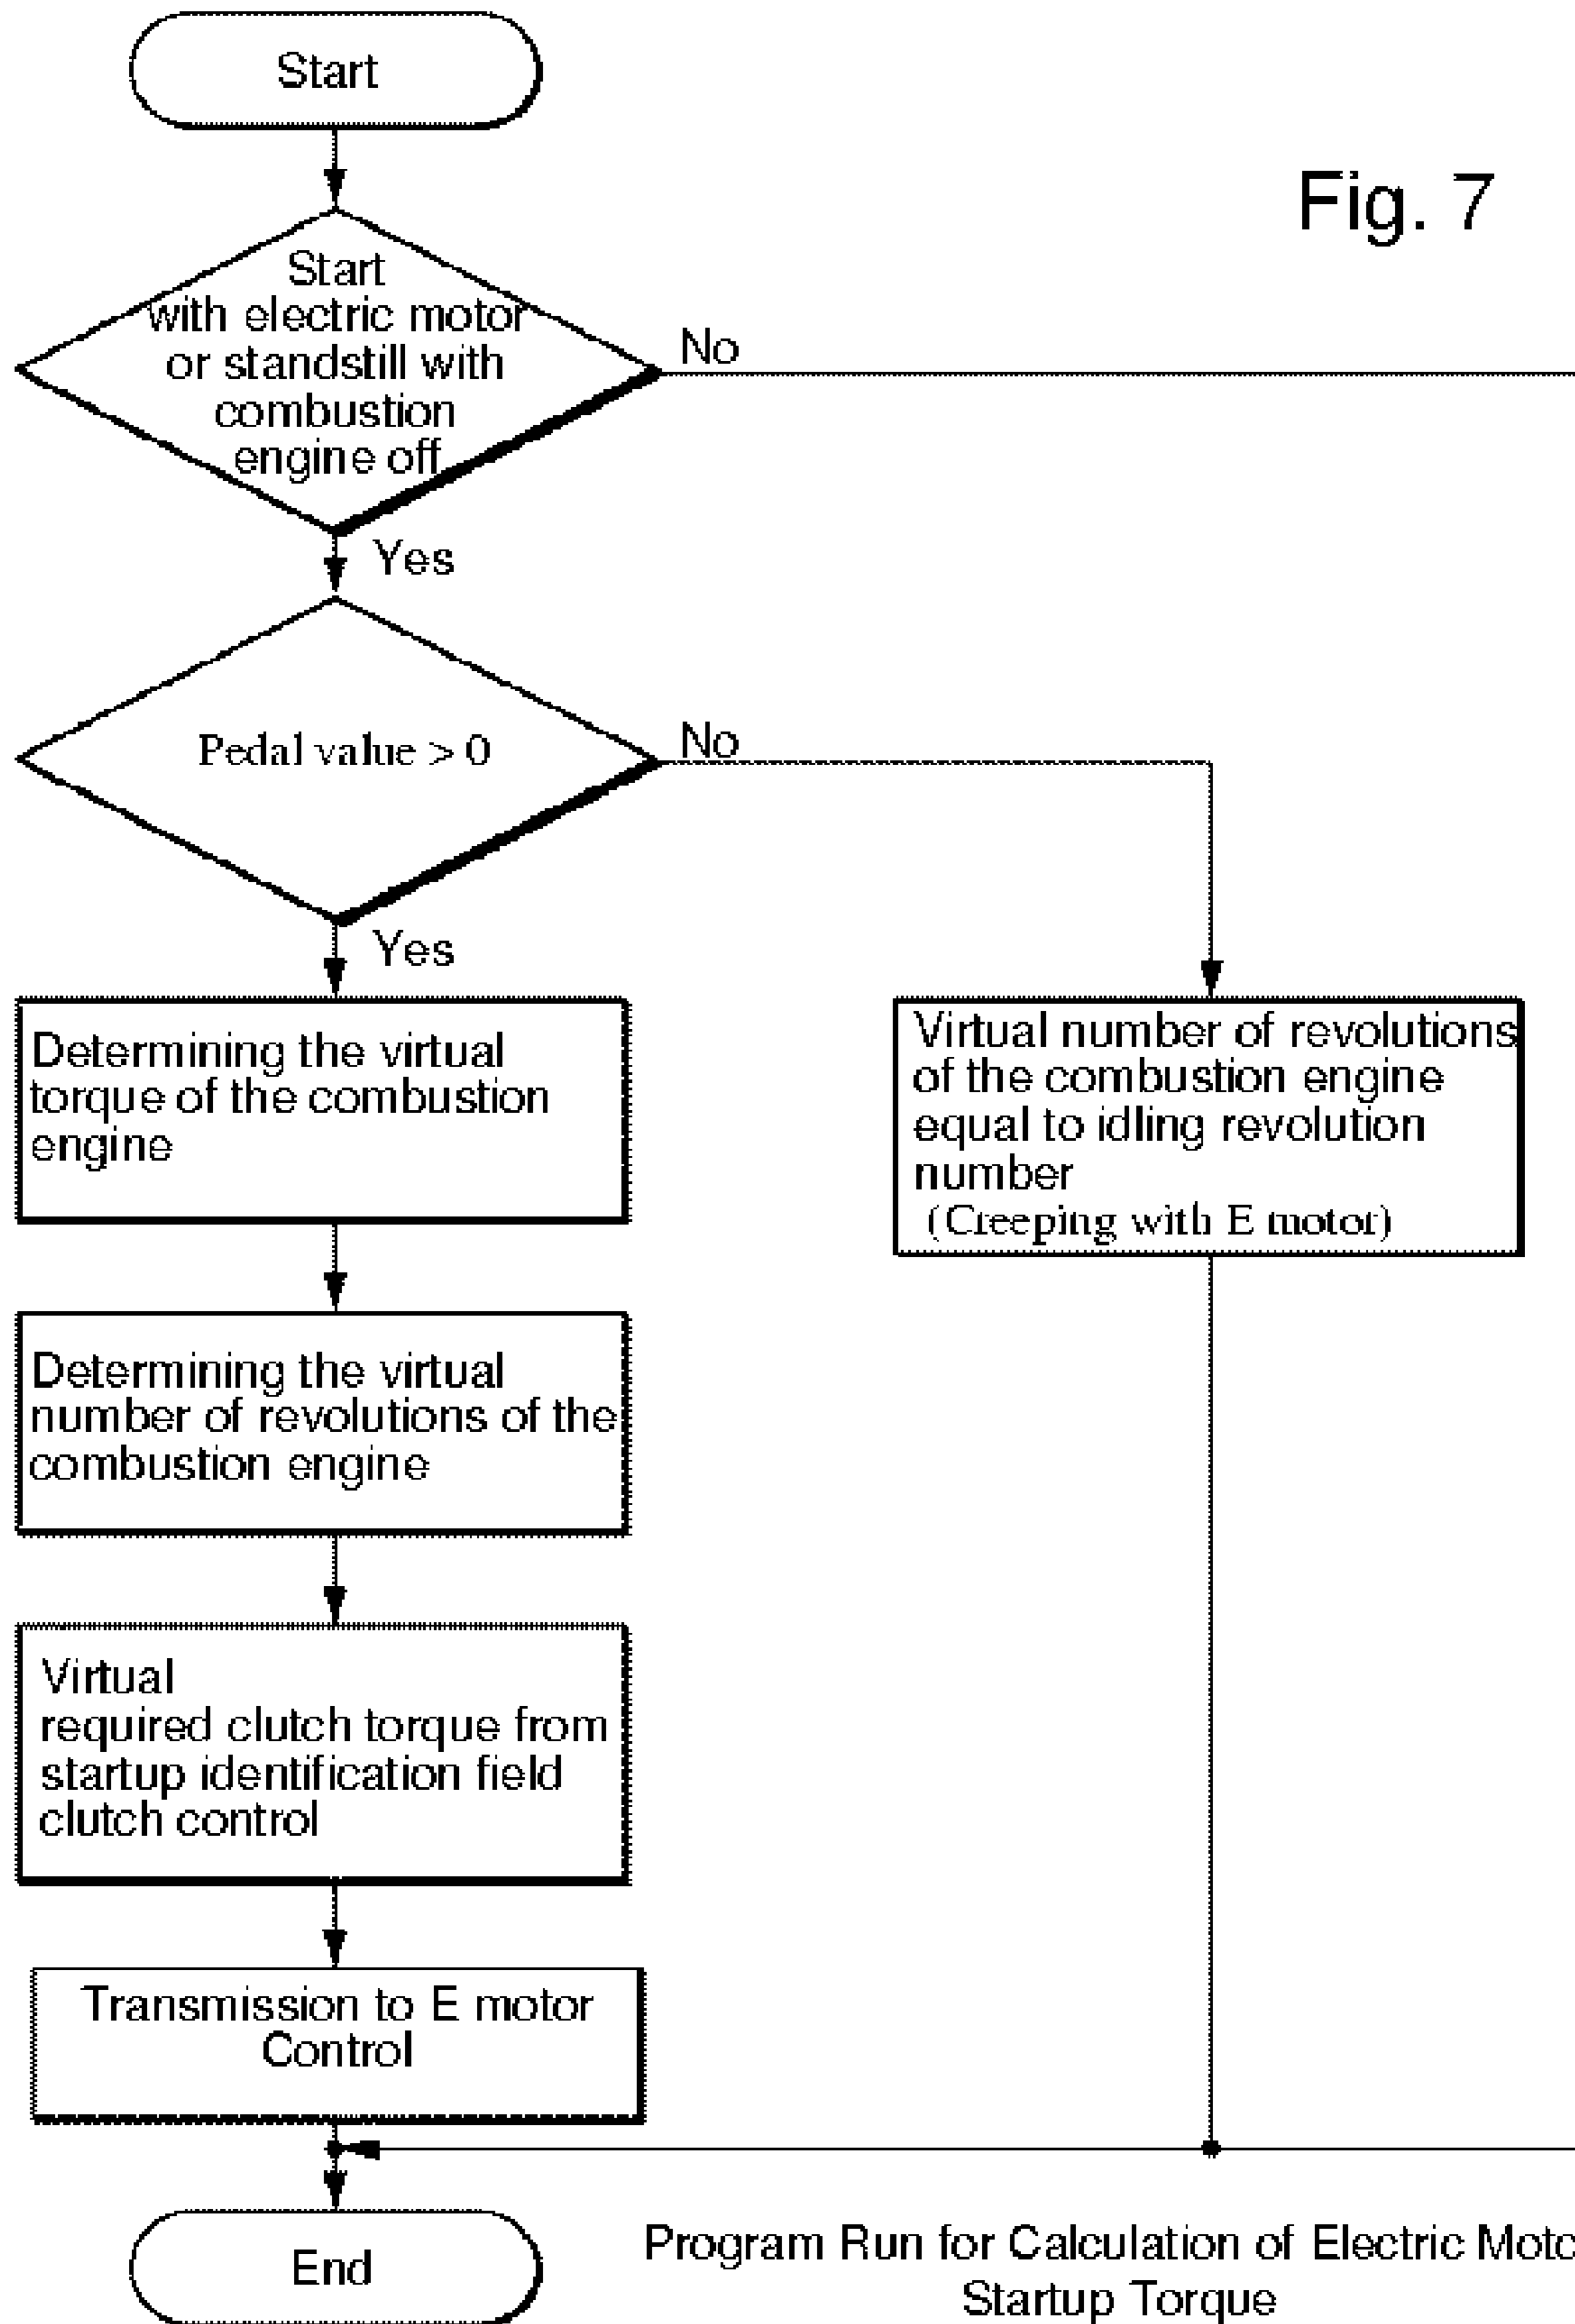 Start
Fig. 7
Start
with electric motor
or standstill with
combustion
engine off
No
Yes
Pedal value > 0
No
Yes
Determining the virtual
torque of the combustion
engine
Virtual number of revolutions
of the combustion engine
equal to idling revolution
number
(Creeping with E motor)
Determining the virtual
number of revolutions of the
combustion engine
Virtual
required clutch torque from
startup identification field
clutch control
Transmission to E motor
Control
End
Program Run for Calculation of Electric Moto
Startup Torque